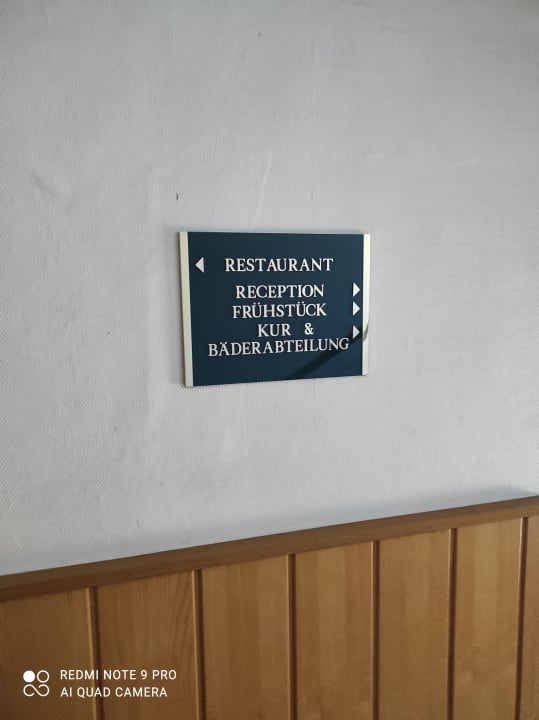 RESTAURANT
RECEPTION
FRÜHSTÜCK
KUR &
BÄDERABTEILUNG
REDMI NOTE 9 PRO
AI QUAD CAMERA